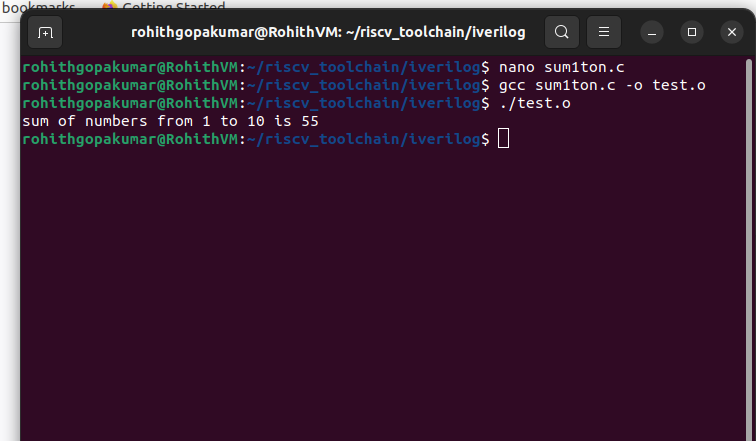 bookmarks Getting Started
rohithgopakumar@RohithVM: ~/riscv_toolchain/iverilog
rohithgopakumar@RohithVM:~/riscv_toolchain/iverilog$ nano sum1ton.c
rohithgopakumar@RohithVM:~/riscv_toolchain/iverilog$ gcc sum1ton.c -o test.o
rohithgopakumar@RohithVM:~/riscv_toolchain/iverilog$ ./test.o
sum of numbers from 1 to 10 is 55
rohithgopakumar@RohithVM:~/riscv_toolchain/iverilog$